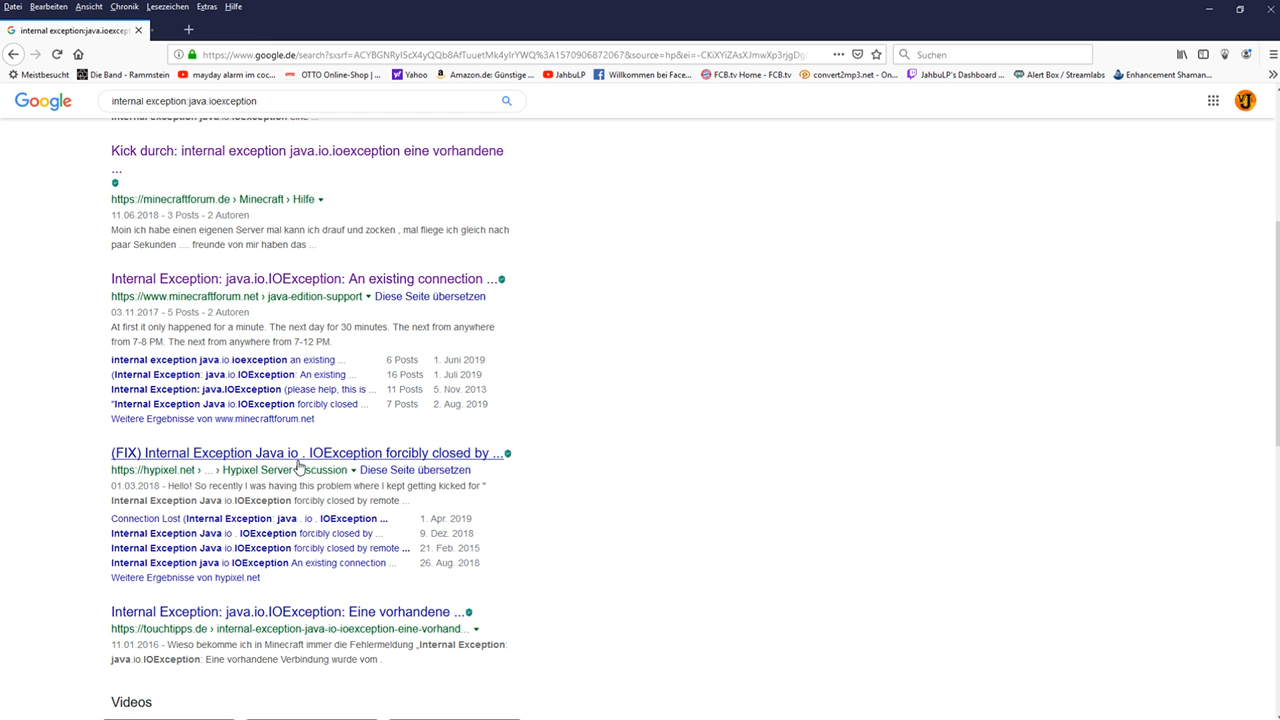 Datei Bearbeiten Ansicht Chronik Lesezeichen Extras Hilfe
internal exception:java.ioexcept
https://www.google.de/search?sxsrf=ACYBGNRyl5cX4yQQb8AfTuuetMk4yIrYWQ%3A1570906872067&source=hp&ei=-CKiXYiZAsXJmwXp3rjgDg
Suchen
Meistbesucht Die Band - Rammstein mayday alarm im coc... OTTO Online-Shop | ... Yahoo Amazon.de: Günstige ... JahbuLP Willkommen bei Face... FCB.tv Home - FCB.tv convert2mp3.net - On... JahbuLP's Dashboard ... Alert Box / Streamlabs Enhancement Shaman...
Google internal exception:java.ioexception
Internal Exception java.io.ioexception eine ...
Kick durch: internal exception java.io.ioexception eine vorhandene
...
https://minecraftforum.de › Minecraft › Hilfe
11.06.2018 - 3 Posts - 2 Autoren
Moin ich habe einen eigenen Server mal kann ich drauf und zocken , mal fliege ich gleich nach
paar Sekunden .... freunde von mir haben das ...
Internal Exception: java.io.IOException: An existing connection ...
https://www.minecraftforum.net › java-edition-support Diese Seite übersetzen
03.11.2017 - 5 Posts - 2 Autoren
At first it only happened for a minute. The next day for 30 minutes. The next from anywhere
from 7-8 PM. The next from anywhere from 7-12 PM.
internal exception java.io.ioexception an existing ... 6 Posts 1. Juni 2019
(Internal Exception: java.io.IOException: An existing ... 16 Posts 1. Juli 2019
Internal Exception: java.IOException (please help, this is ... 11 Posts 5. Nov. 2013
"Internal Exception Java io.IOException forcibly closed ... 7 Posts 2. Aug. 2019
Weitere Ergebnisse von www.minecraftforum.net
(FIX) Internal Exception Java io . IOException forcibly closed by ...
https://hypixel.net › ... › Hypixel Server Discussion Diese Seite übersetzen
01.03.2018 - Hello! So recently I was having this problem where I kept getting kicked for "
Internal Exception Java io.IOException forcibly closed by remote ...
Connection Lost (Internal Exception: java . io . IOException ... 1. Apr. 2019
Internal Exception Java io . IOException forcibly closed by ... 9. Dez. 2018
Internal Exception Java io.IOException forcibly closed by remote ... 21. Feb. 2015
Internal Exception java io IOException An existing connection ... 26. Aug. 2018
Weitere Ergebnisse von hypixel.net
Internal Exception: java.io.IOException: Eine vorhandene ...
https://touchtipps.de › internal-exception-java-io-ioexception-eine-vorhand...
11.01.2016 - Wieso bekomme ich in Minecraft immer die Fehlermeldung „Internal Exception:
java.io.IOException: Eine vorhandene Verbindung wurde vom .
Videos